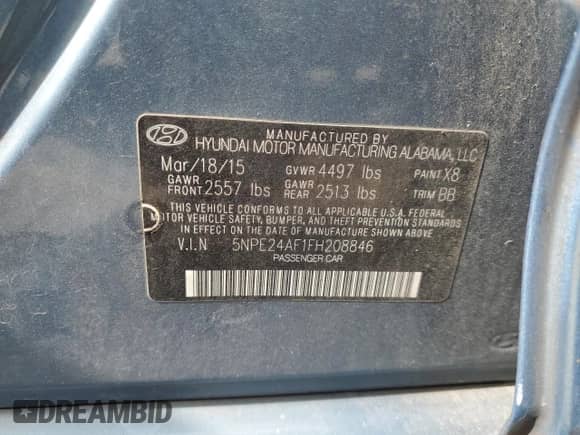 MANUFACTURED BY
HYUNDAI MOTOR MANUFACTURING ALABAMA, LLC
Mar/18/15 GVWR 4497 lbs PAINT X8
GAWR FRONT 2557 lbs GAWR REAR 2513 lbs TRIM BB
THIS VEHICLE CONFORMS TO ALL APPLICABLE U.S.A. FEDERAL
MOTOR VEHICLE SAFETY, BUMPER, AND THEFT PREVENTION STANDARDS
IN EFFECT ON THE DATE OF MANUFACTURE SHOWN ABOVE.
V.I.N 5NPE24AF1FH208846
PASSENGER CAR
DREAMBID